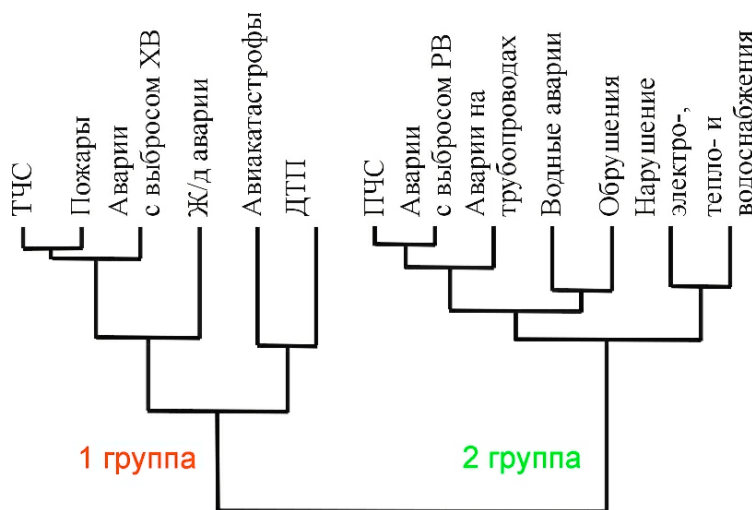 ТЧС
Пожары
Аварии
с выбросом ХВ
Ж/д аварии
Авиакатастрофы
ДТП
ПЧС
Аварии
с выбросом РВ
Аварии на
трубопроводах
Водные аварии
Обрушения
Нарушение
электро-,
тепло- и
водоснабжения
1 группа
2 группа